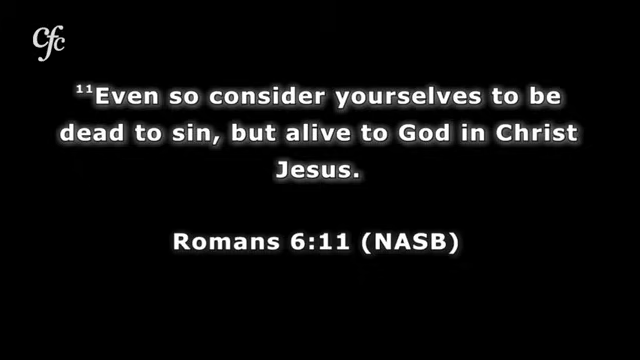 cfc
¹¹Even so consider yourselves to be
dead to sin, but alive to God in Christ
Jesus.
Romans 6:11 (NASB)